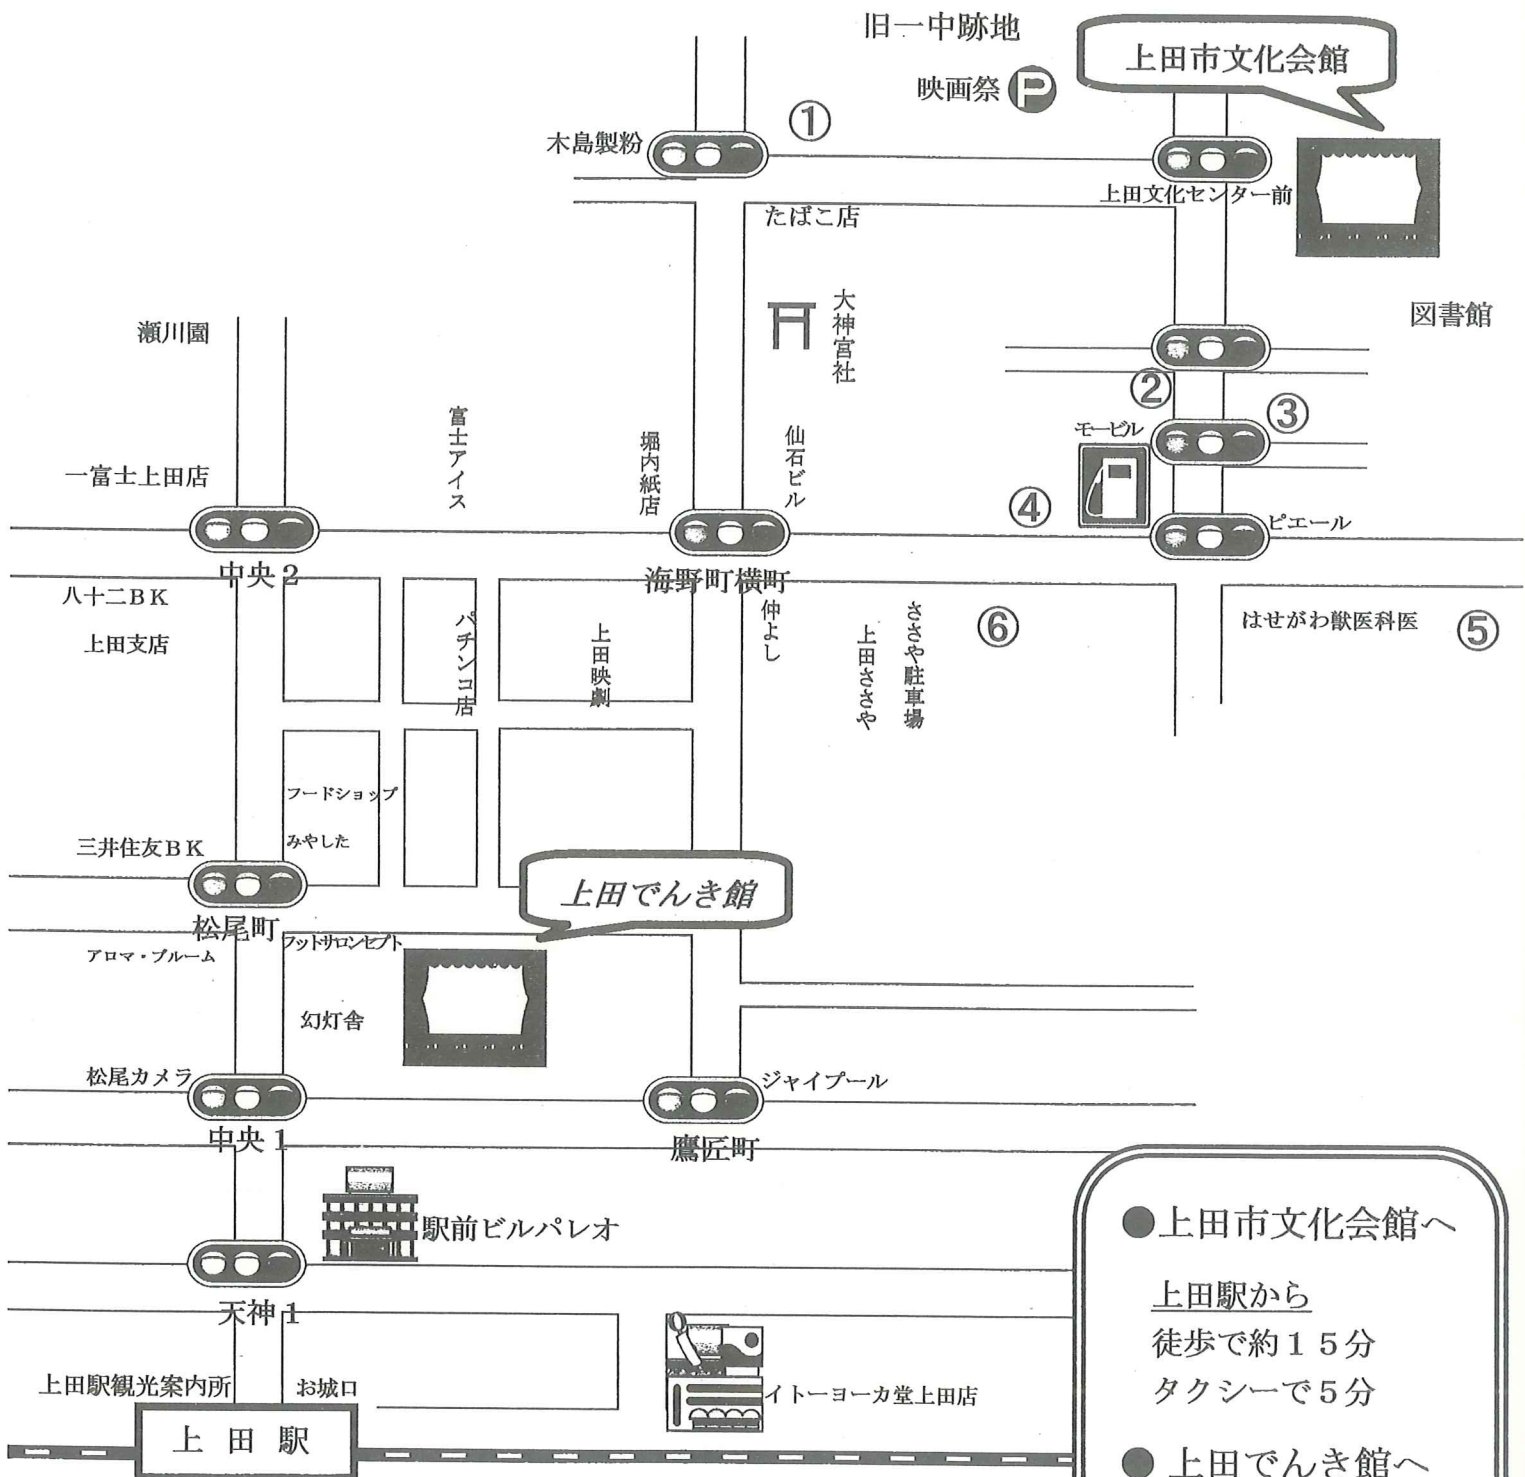 旧一中跡地
上田市文化会館
映画祭 P
①
木島製粉
上田文化センター前
たばこ店
大神宮社
図書館
瀬川園
②
③
富士アイス
堀内紙店
仙石ビル
モービル
一富士上田店
④
ピエール
中央2
海野町横町
八十二BK
上田支店
パチンコ店
上田映劇
仲よし
上田ささや
ささや駐車場
⑥
はせがわ獣医科医
⑤
フードショップ
みやした
三井住友BK
上田でんき館
松尾町
フットサロンセプト
アロマ・ブルーム
幻灯舎
松尾カメラ
ジャイプール
中央1
鷹匠町
駅前ビルパレオ
天神1
上田駅観光案内所
お城口
イトーヨーカ堂上田店
上田駅
●上田市文化会館へ
上田駅から
徒歩で約15分
タクシーで5分
●上田でんき館へ